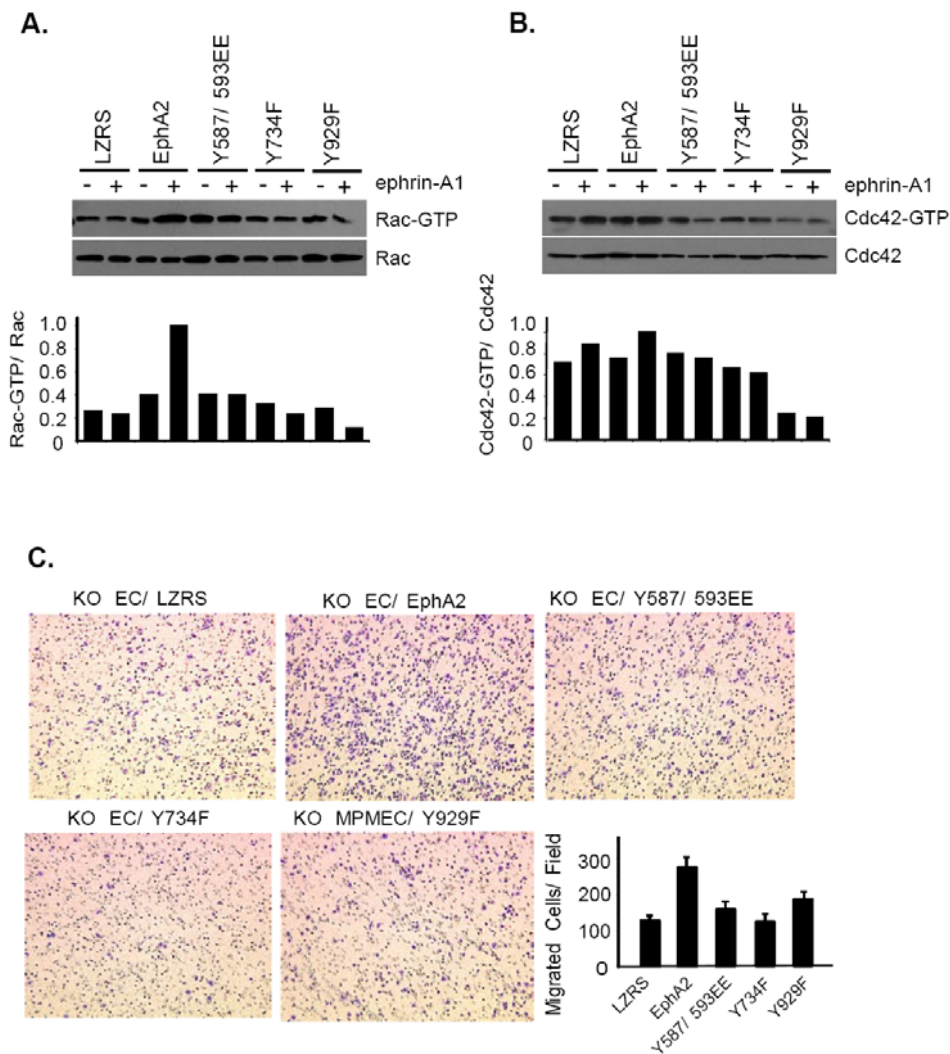 A.
LZRS
EphA2
Y587/ 593EE
Y734F
Y929F
- + - + - + - + - +
ephrin-A1
Rac-GTP
Rac
Rac-GTP/ Rac
1.0
0.8
0.6
0.4
0.2
0
B.
LZRS
EphA2
Y587/ 593EE
Y734F
Y929F
- + - + - + - + - +
ephrin-A1
Cdc42-GTP
Cdc42
Cdc42-GTP/ Cdc42
1.0
0.8
0.6
0.4
0.2
0
C.
KO EC/ LZRS
KO EC/ EphA2
KO EC/ Y587/ 593EE
KO EC/ Y734F
KO MPMEC/ Y929F
Migrated Cells/ Field
300
200
100
0
LZRS
EphA2
Y587/ 593EE
Y734F
Y929F